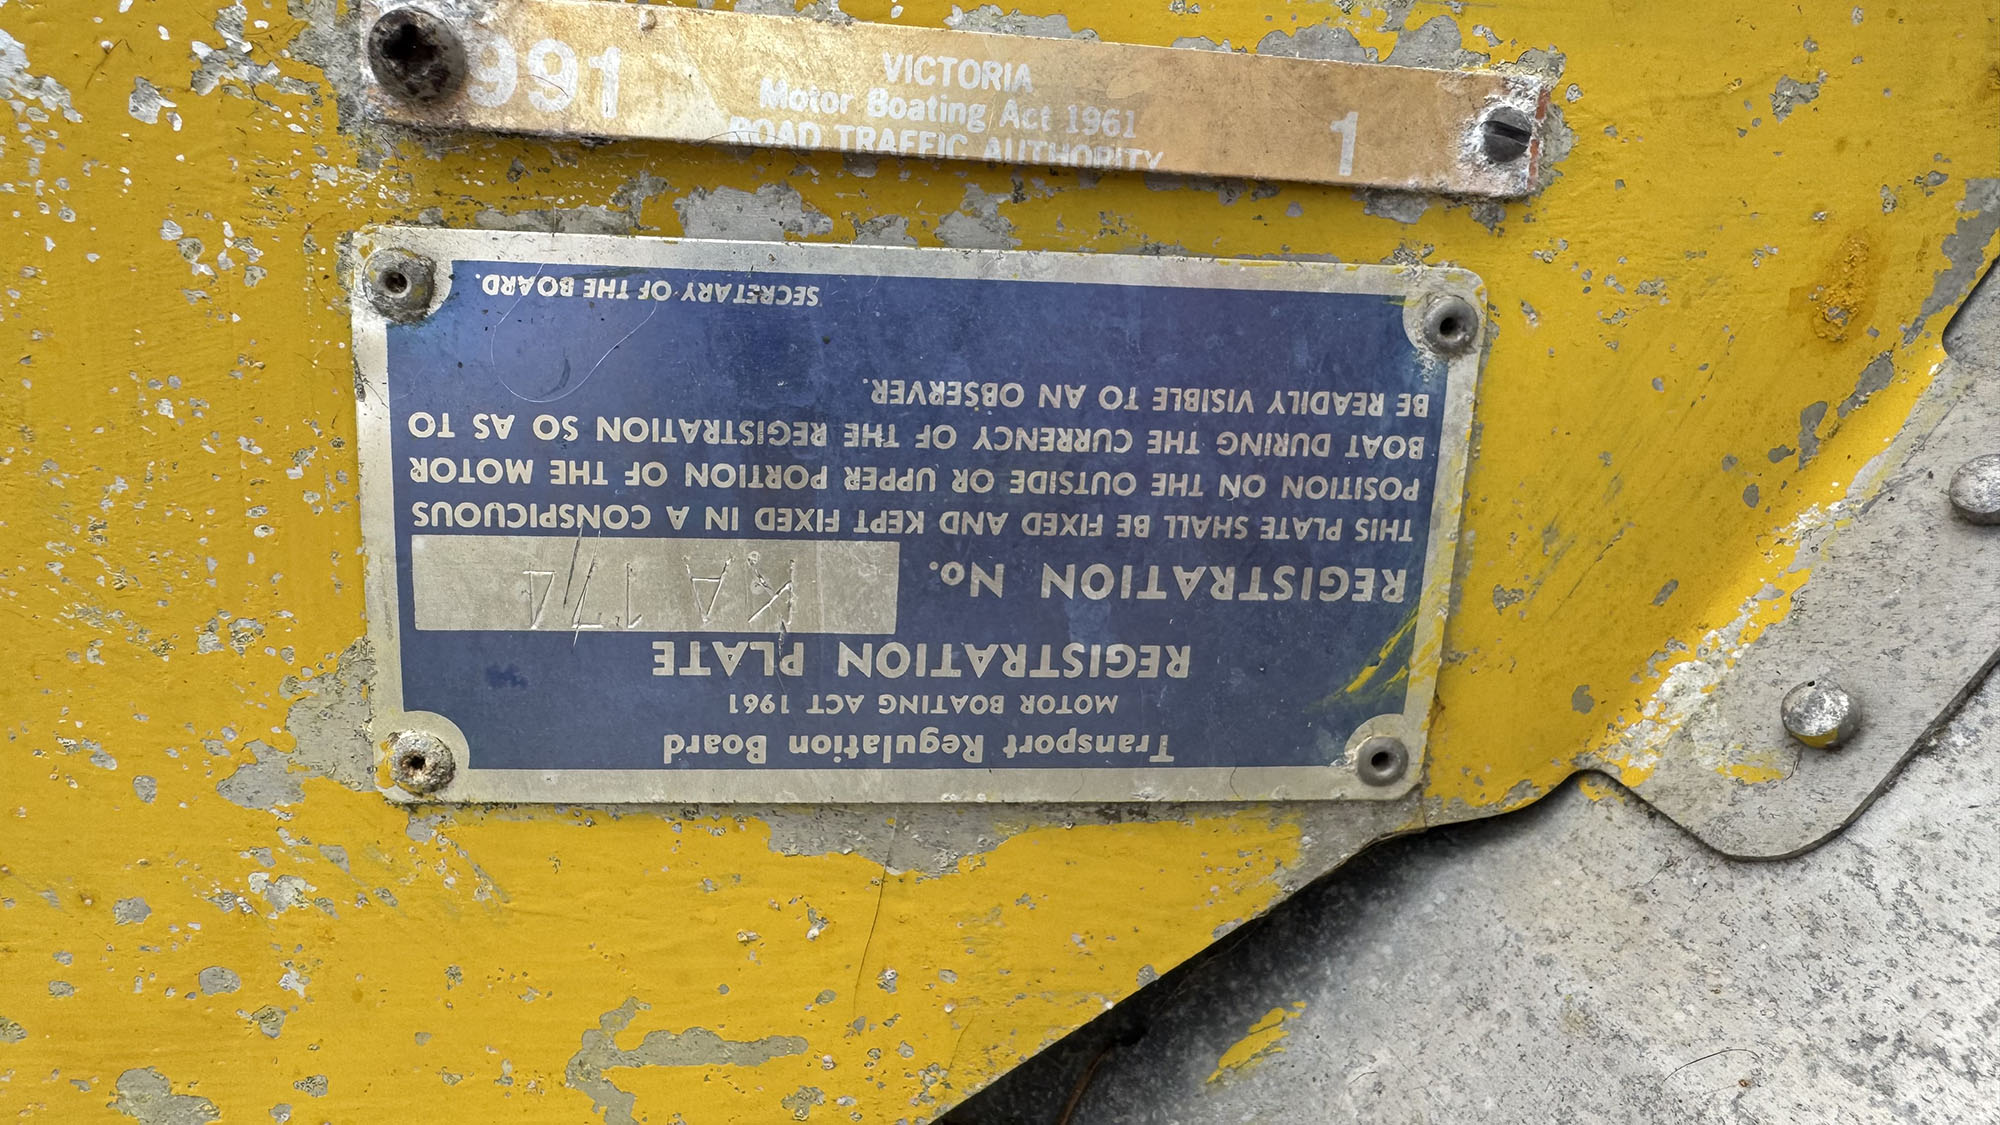 991
VICTORIA
Motor Boating Act 1961
ROAD TRAFFIC AUTHORITY
1
Transport Regulation Board
MOTOR BOATING ACT 1961
REGISTRATION PLATE
REGISTRATION No. KA 174
THIS PLATE SHALL BE FIXED AND KEPT FIXED IN A CONSPICUOUS
POSITION ON THE OUTSIDE OR UPPER PORTION OF THE MOTOR
BOAT DURING THE CURRENCY OF THE REGISTRATION SO AS TO
BE READILY VISIBLE TO AN OBSERVER.
SECRETARY OF THE BOARD.